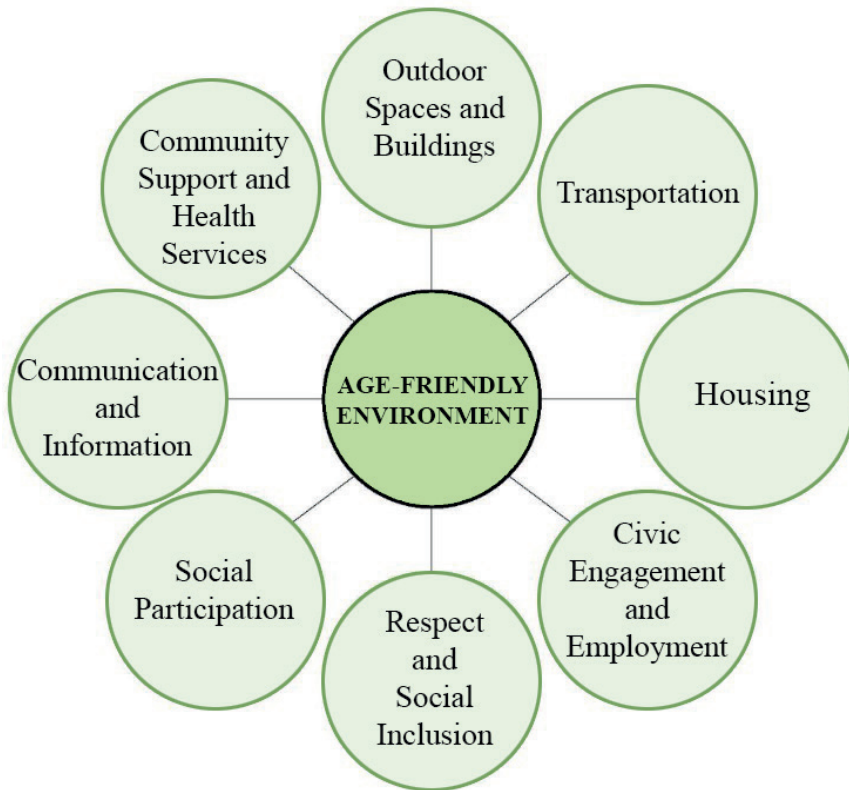 Outdoor
Spaces and
Buildings
Transportation
Housing
Civic
Engagement
and
Employment
Respect
and
Social
Inclusion
Social
Participation
Communication
and
Information
Community
Support and
Health
Services
AGE-FRIENDLY
ENVIRONMENT